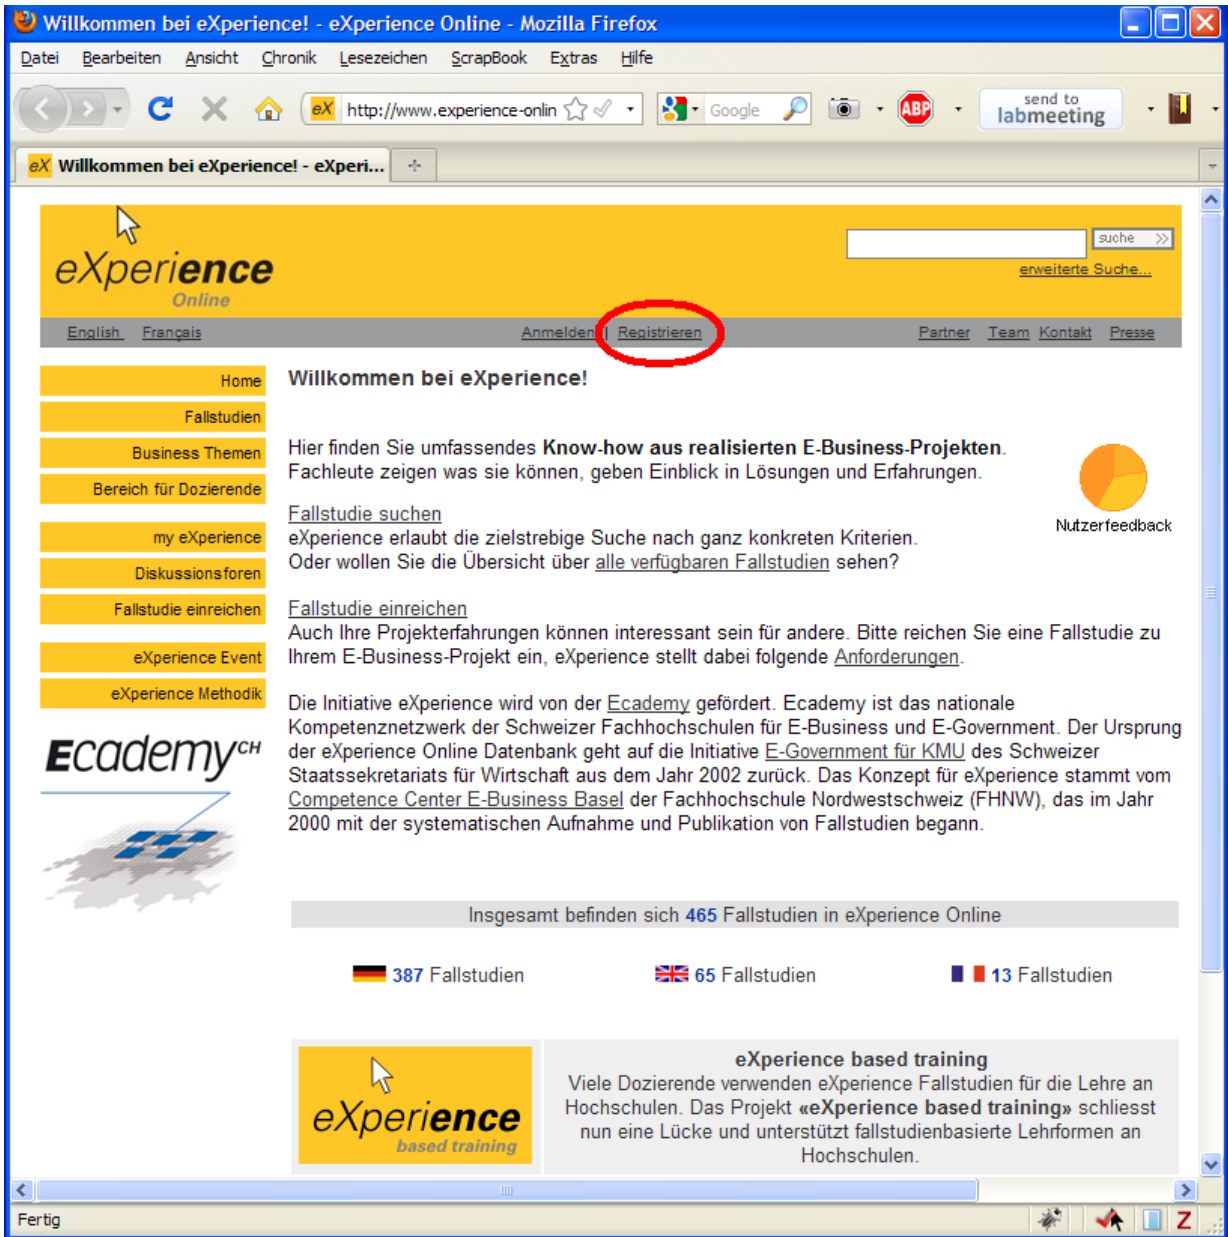 Willkommen bei eXperience! - eXperience Online - Mozilla Firefox
Datei Bearbeiten Ansicht Chronik Lesezeichen ScrapBook Extras Hilfe
eX http://www.experience-onlin Google ABP send to labmeeting
eX Willkommen bei eXperience! - eXperi...
eXperience
Online
suche
erweiterte Suche...
English Français Anmelden | Registrieren Partner Team Kontakt Presse
Home
Fallstudien
Business Themen
Bereich für Dozierende
my eXperience
Diskussionsforen
Fallstudie einreichen
eXperience Event
eXperience Methodik
Ecademy CH
Willkommen bei eXperience!
Hier finden Sie umfassendes Know-how aus realisierten E-Business-Projekten.
Fachleute zeigen was sie können, geben Einblick in Lösungen und Erfahrungen.
Nutzerfeedback
Fallstudie suchen
eXperience erlaubt die zielstrebige Suche nach ganz konkreten Kriterien.
Oder wollen Sie die Übersicht über alle verfügbaren Fallstudien sehen?
Fallstudie einreichen
Auch Ihre Projekterfahrungen können interessant sein für andere. Bitte reichen Sie eine Fallstudie zu
Ihrem E-Business-Projekt ein, eXperience stellt dabei folgende Anforderungen.
Die Initiative eXperience wird von der Ecademy gefördert. Ecademy ist das nationale
Kompetenznetzwerk der Schweizer Fachhochschulen für E-Business und E-Government. Der Ursprung
der eXperience Online Datenbank geht auf die Initiative E-Government für KMU des Schweizer
Staatssekretariats für Wirtschaft aus dem Jahr 2002 zurück. Das Konzept für eXperience stammt vom
Competence Center E-Business Basel der Fachhochschule Nordwestschweiz (FHNW), das im Jahr
2000 mit der systematischen Aufnahme und Publikation von Fallstudien begann.
Insgesamt befinden sich 465 Fallstudien in eXperience Online
387 Fallstudien 65 Fallstudien 13 Fallstudien
eXperience
based training
eXperience based training
Viele Dozierende verwenden eXperience Fallstudien für die Lehre an
Hochschulen. Das Projekt «eXperience based training» schliesst
nun eine Lücke und unterstützt fallstudienbasierte Lehrformen an
Hochschulen.
Fertig Z